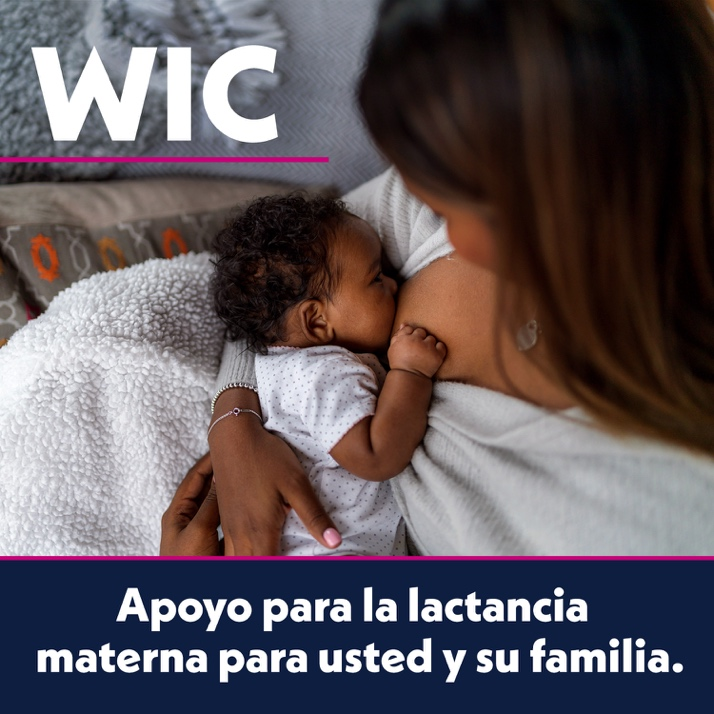 WIC
Apoyo para la lactancia
materna para usted y su familia.